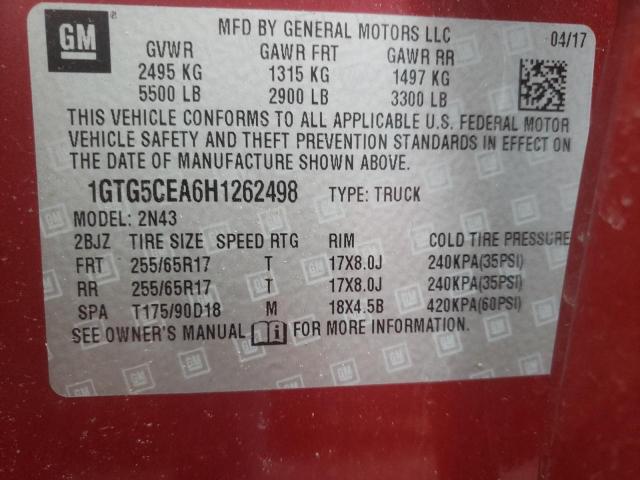 GM
MFD BY GENERAL MOTORS LLC
04/17
GVWR GAWR FRT GAWR RR
2495 KG 1315 KG 1497 KG
5500 LB 2900 LB 3300 LB
THIS VEHICLE CONFORMS TO ALL APPLICABLE U.S. FEDERAL MOTOR
VEHICLE SAFETY AND THEFT PREVENTION STANDARDS IN EFFECT ON
THE DATE OF MANUFACTURE SHOWN ABOVE.
1GTG5CEA6H1262498 TYPE: TRUCK
MODEL: 2N43
2BJZ TIRE SIZE SPEED RTG RIM COLD TIRE PRESSURE
FRT 255/65R17 T 17X8.0J 240KPA(35PSI)
RR 255/65R17 T 17X8.0J 240KPA(35PSI)
SPA T175/90D18 M 18X4.5B 420KPA(60PSI)
SEE OWNER'S MANUAL FOR MORE INFORMATION.